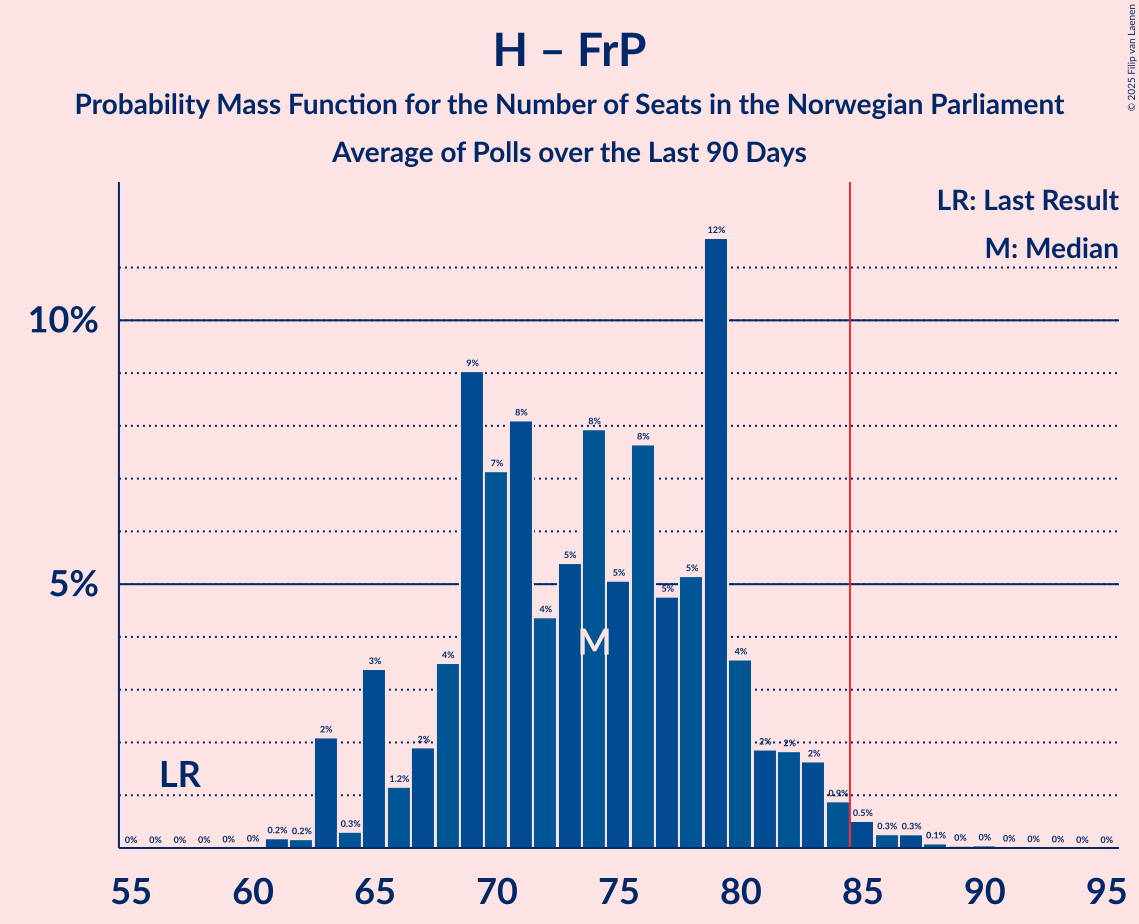 H – FrP
Probability Mass Function for the Number of Seats in the Norwegian Parliament
Average of Polls over the Last 90 Days
© 2025 Filip van Laenen
LR: Last Result
M: Median
10%
5%
0% 0% 0% 0% 0% 0% 0.2% 0.2% 2% 0.3% 3% 1.2% 2% 4% 9% 7% 8% 4% 5% 8% 5% 8% 5% 5% 12% 4% 2% 2% 2% 0.9% 0.5% 0.3% 0.3% 0.1% 0% 0% 0% 0% 0% 0% 0%
LR
M
55 60 65 70 75 80 85 90 95